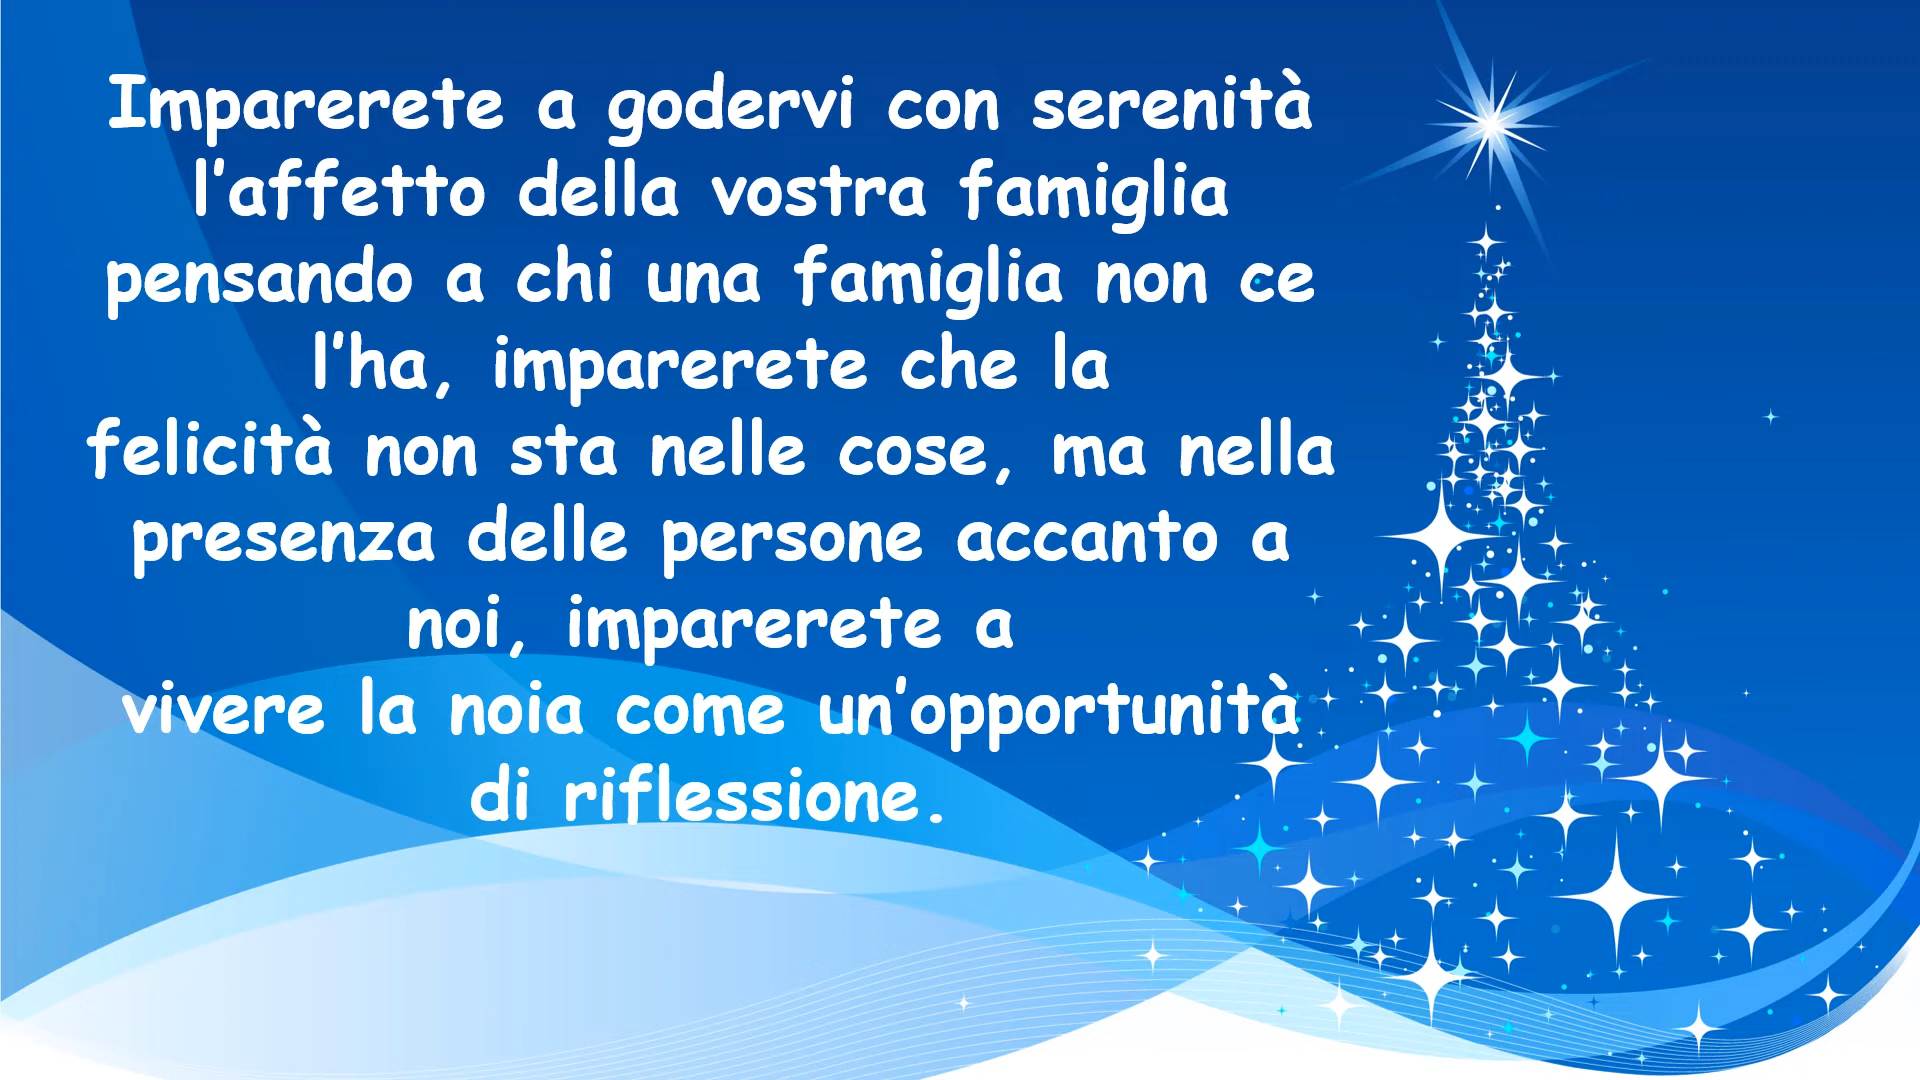 Imparerete a godervi con serenità
l’affetto della vostra famiglia
pensando a chi una famiglia non ce
l’ha, imparerete che la
felicità non sta nelle cose, ma nella
presenza delle persone accanto a
noi, imparerete a
vivere la noia come un’opportunità
di riflessione.